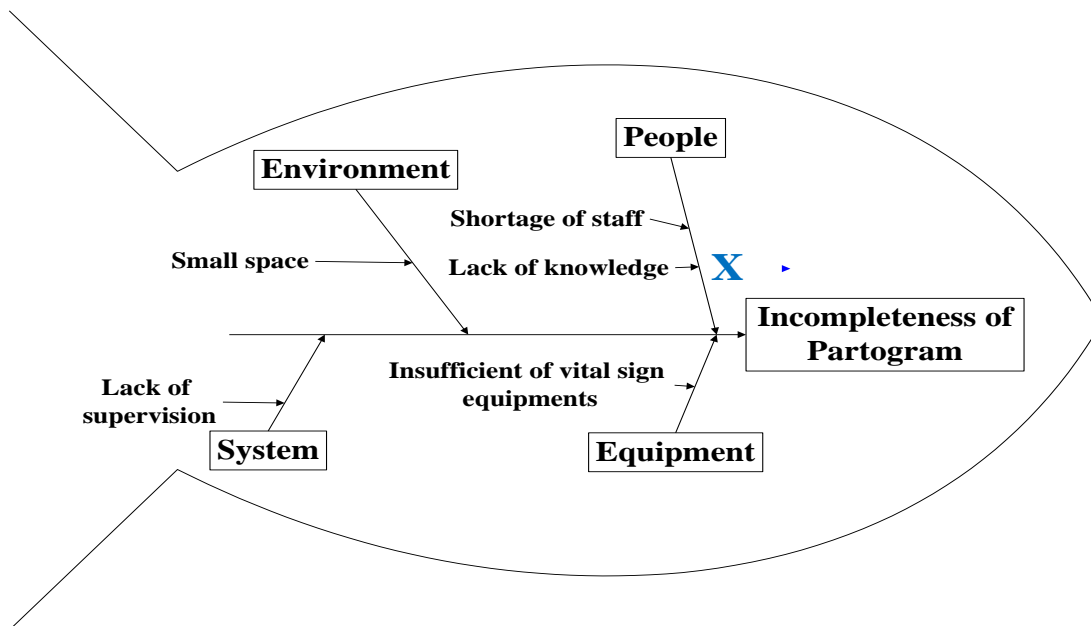 People
Environment
Shortage of staff
Small space
Lack of knowledge
X
Incompleteness of
Partogram
Insufficient of vital sign
equipments
Lack of
supervision
System
Equipment